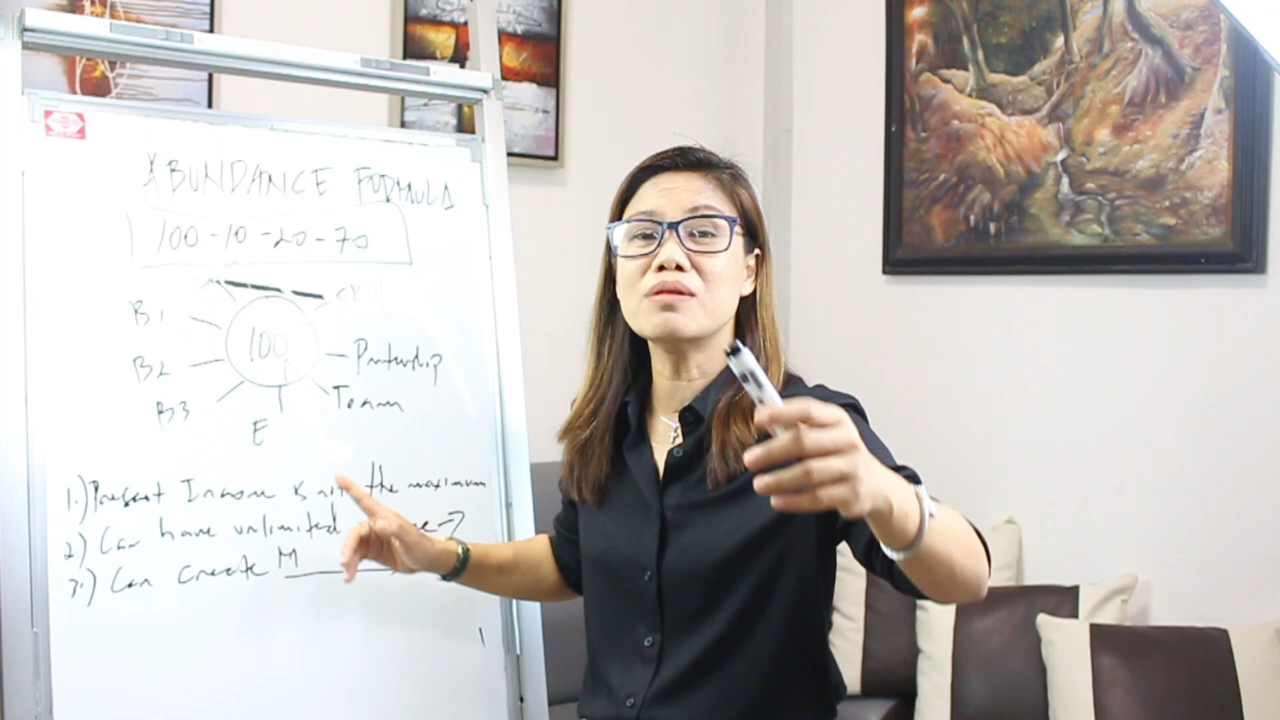 ABUNDANCE FORMULA
100-10-20-70
B1
100
B2
Partnership
B3
Team
E
1.) Present Income is not the maximum
2) Can have unlimited
3.) Can create M